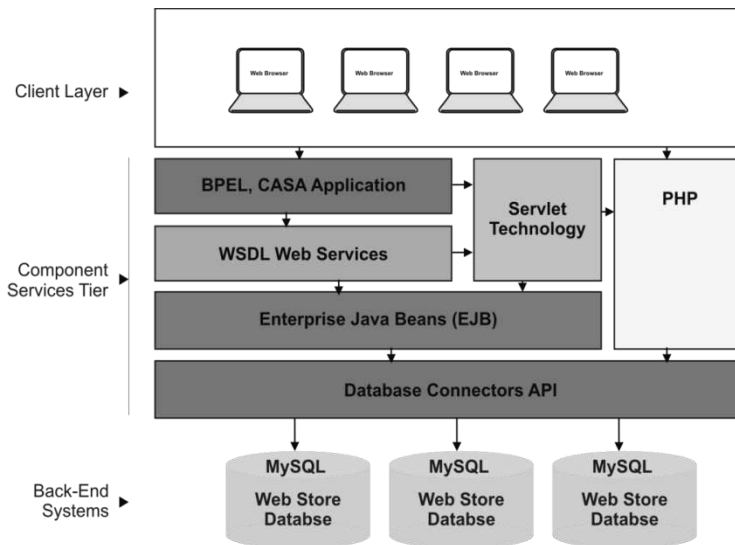 Client Layer
Web Browser
Web Browser
Web Browser
Web Browser
Component
Services Tier
BPEL, CASA Application
WSDL Web Services
Servlet
Technology
PHP
Enterprise Java Beans (EJB)
Database Connectors API
Back-End
Systems
MySQL
Web Store
Databse
MySQL
Web Store
Databse
MySQL
Web Store
Databse